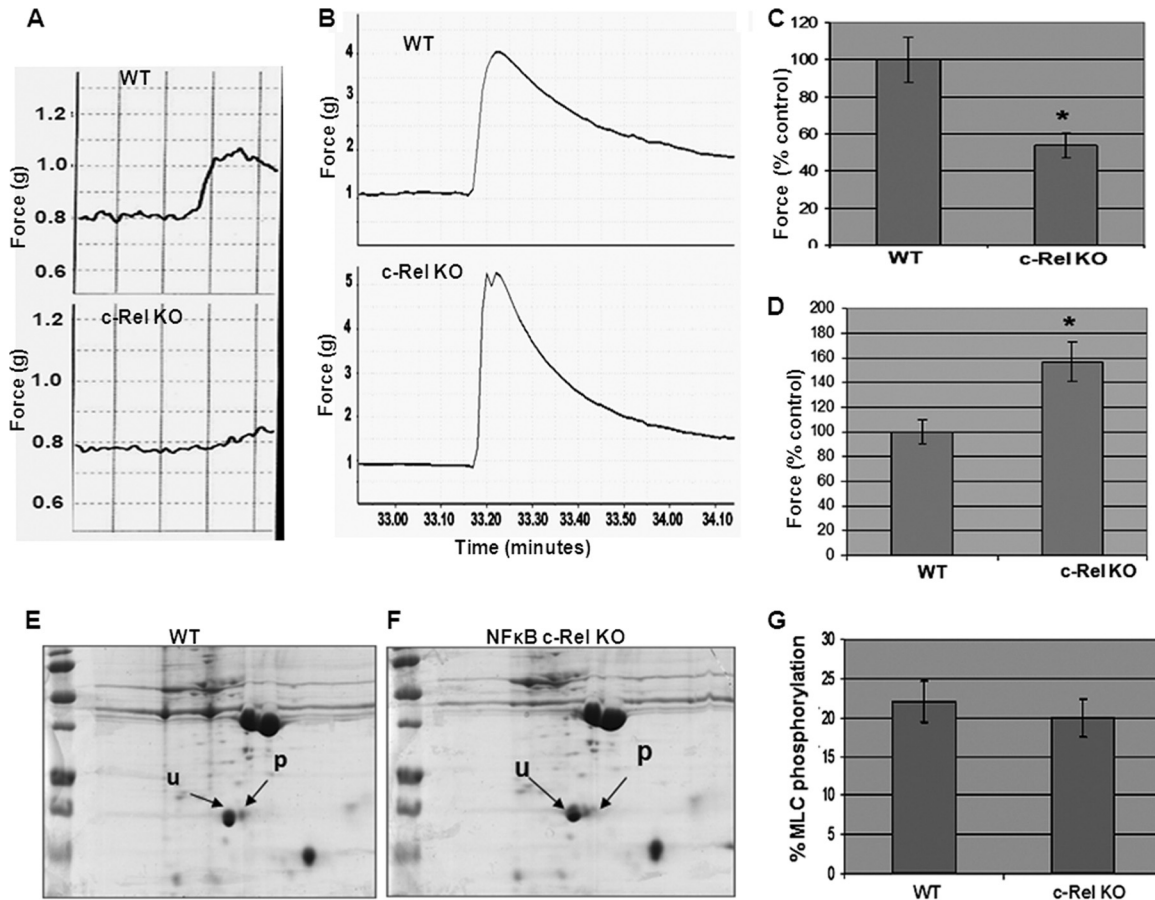 A
WT
1.2
1.0
0.8
0.6
Force (g)
c-Rel KO
1.2
1.0
0.8
0.6
Force (g)
B
WT
4
3
2
1
Force (g)
c-Rel KO
5
4
3
2
1
Force (g)
33.00 33.10 33.20 33.30 33.40 33.50 34.00 34.10
Time (minutes)
C
Force (% control)
120
100
80
60
40
20
0
*
WT c-Rel KO
D
Force (% control)
200
180
160
140
120
100
80
60
40
20
0
*
WT c-Rel KO
E
WT
u p
F
NFκB c-Rel KO
u p
G
%MLC phosphorylation
30
25
20
15
10
5
0
WT c-Rel KO